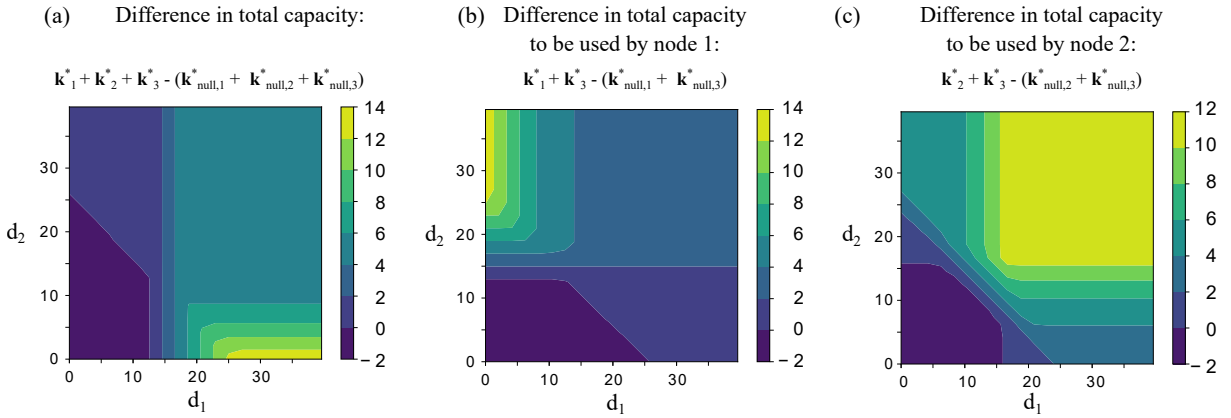 (a) Difference in total capacity:
k*1 + k*2 + k*3 - (k*null,1 + k*null,2 + k*null,3)
14
12
10
8
6
4
2
0
−2
30
20
10
0
d2
0 10 20 30
d1
(b) Difference in total capacity
to be used by node 1:
k*1 + k*3 - (k*null,1 + k*null,3)
14
12
10
8
6
4
2
0
−2
30
20
10
0
d2
0 10 20 30
d1
(c) Difference in total capacity
to be used by node 2:
k*2 + k*3 - (k*null,2 + k*null,3)
12
10
8
6
4
2
0
−2
30
20
10
0
d2
0 10 20 30
d1